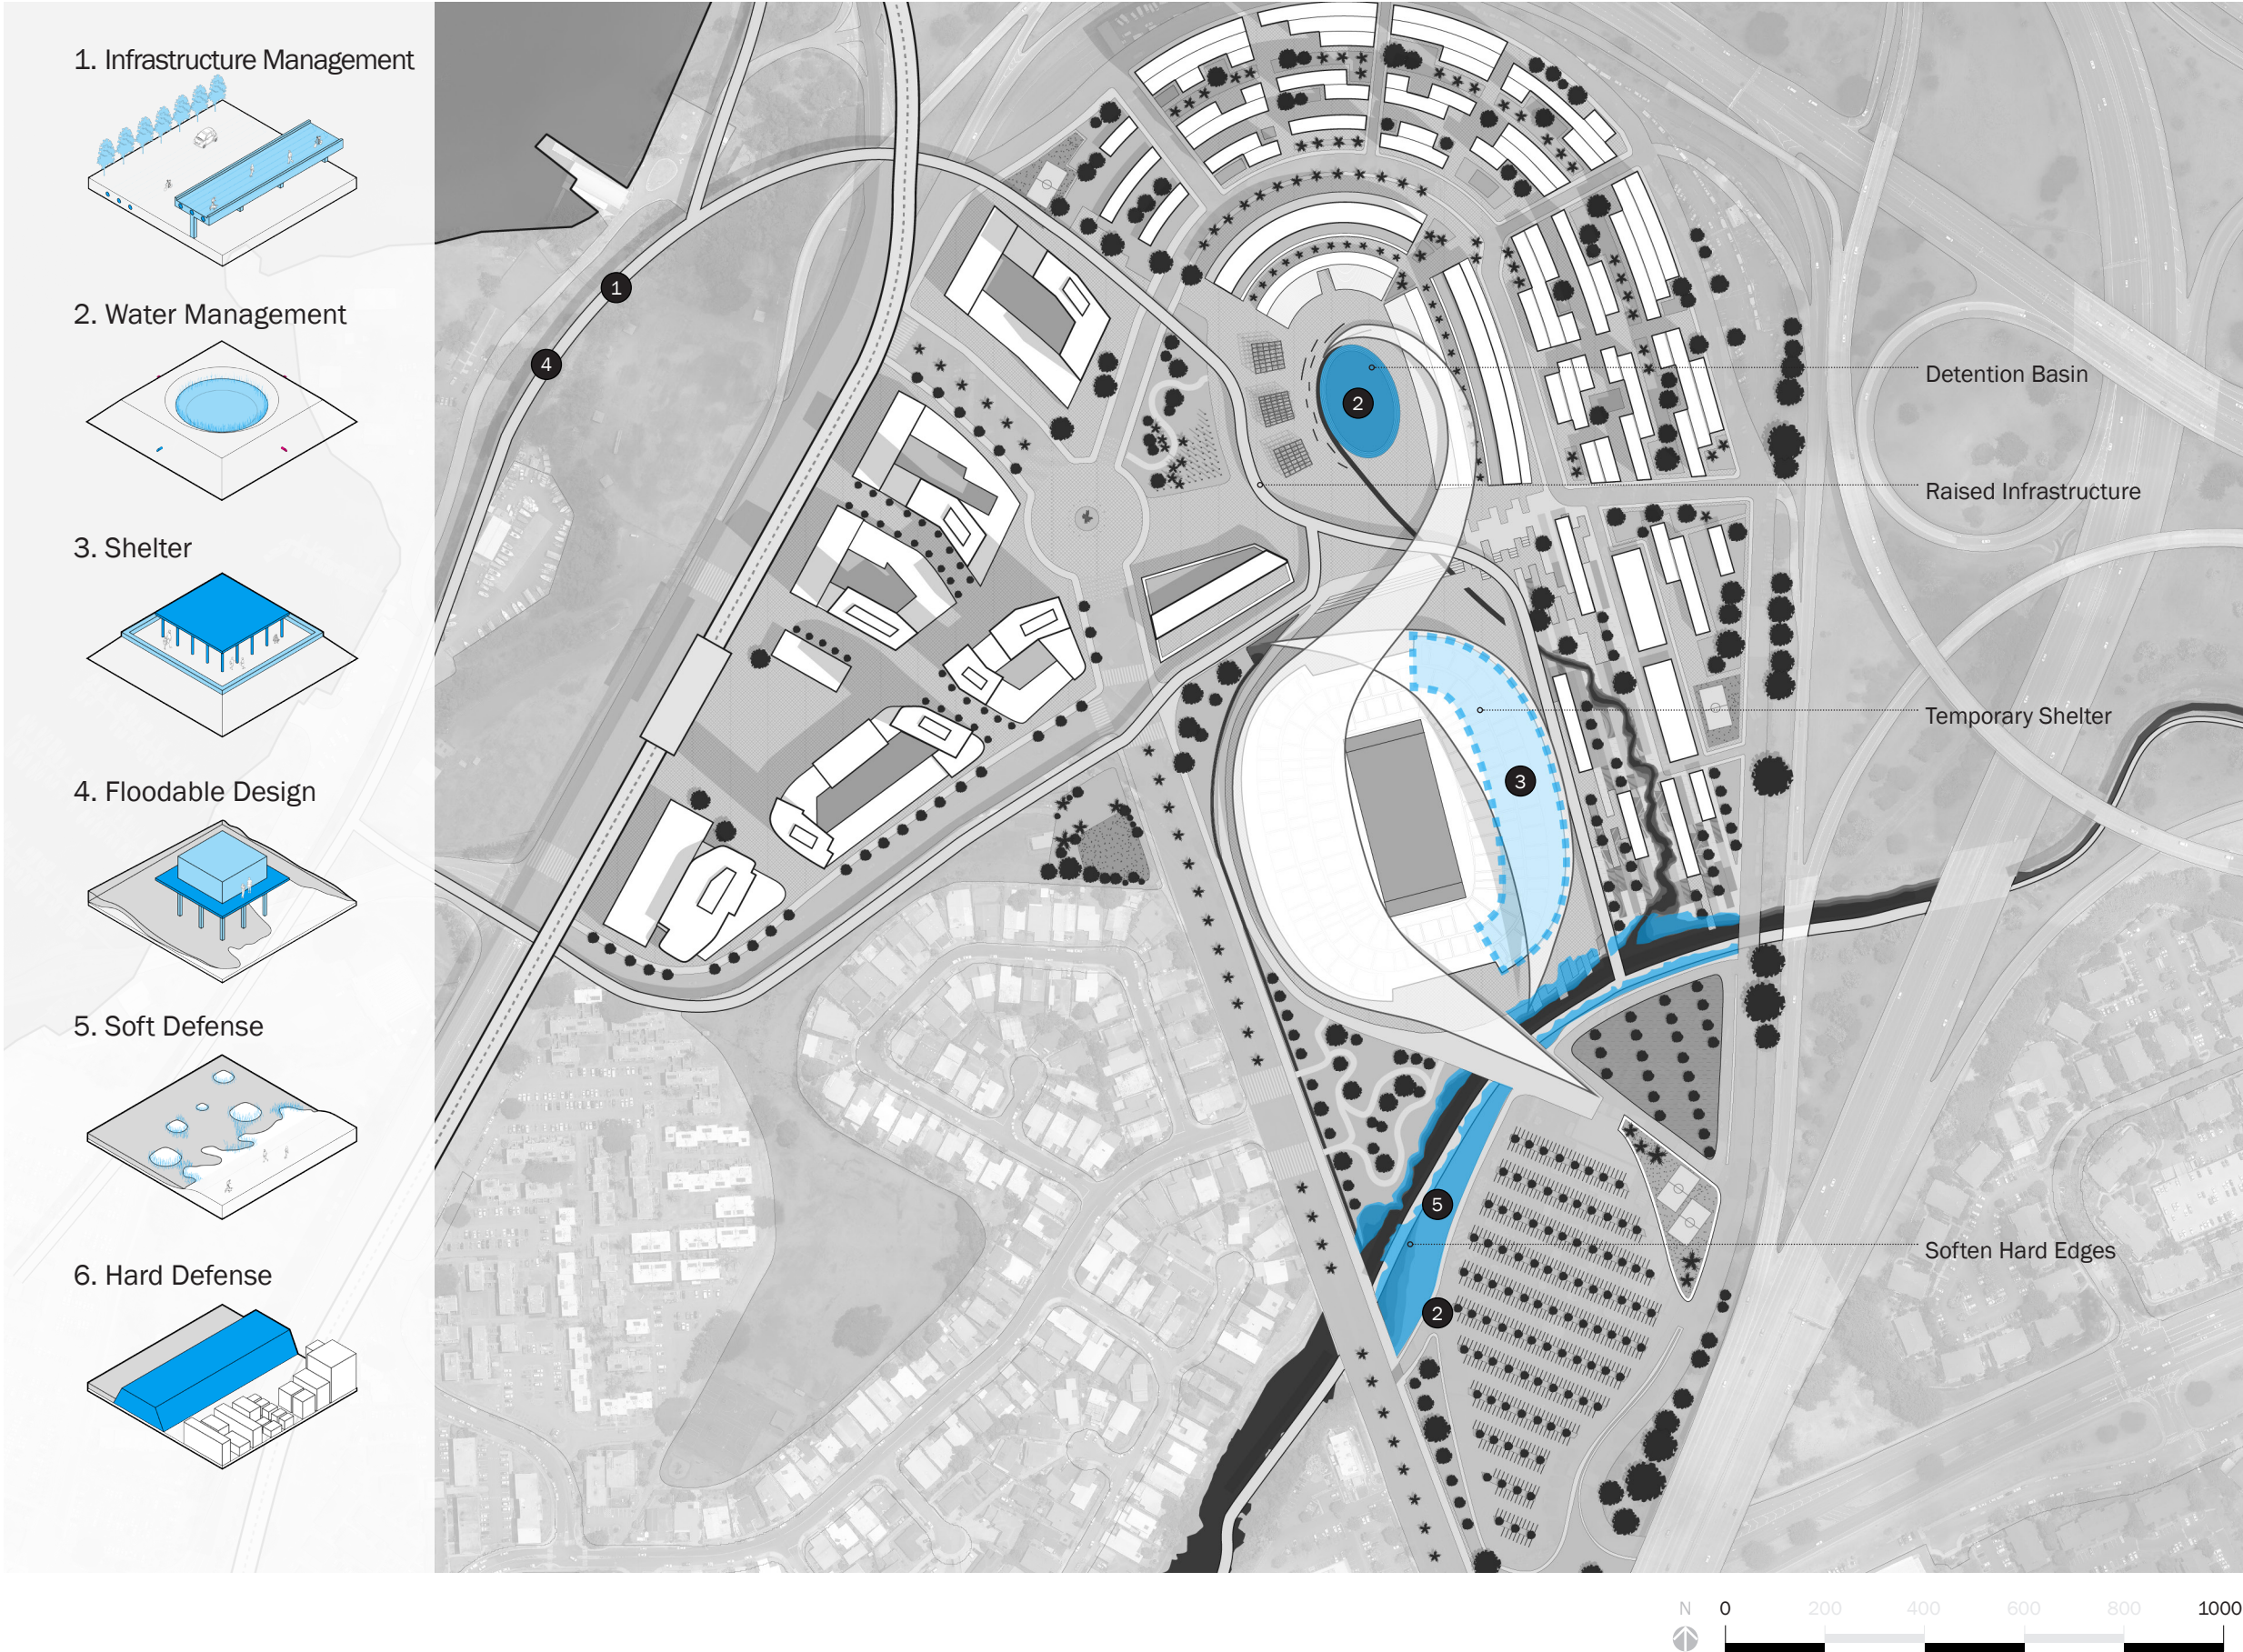 1. Infrastructure Management
2. Water Management
3. Shelter
4. Floodable Design
5. Soft Defense
6. Hard Defense
1
4
2
Detention Basin
Raised Infrastructure
Temporary Shelter
3
5
Soften Hard Edges
2
N 0 200 400 600 800 1000